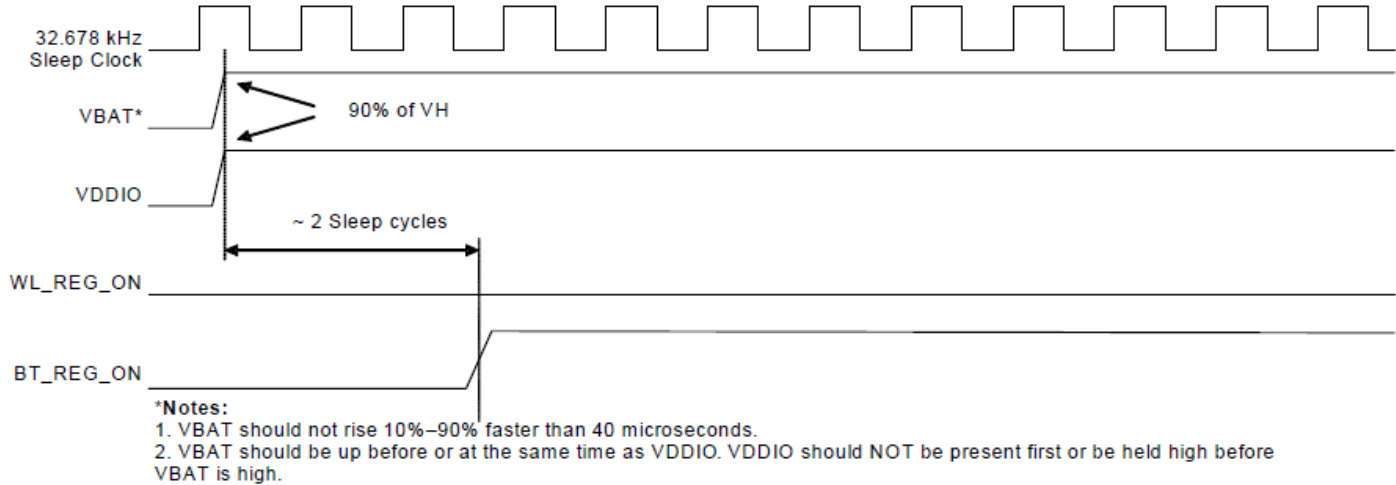 32.678 kHz
Sleep Clock
VBAT*
90% of VH
VDDIO
~ 2 Sleep cycles
WL_REG_ON
BT_REG_ON
*Notes:
1. VBAT should not rise 10%–90% faster than 40 microseconds.
2. VBAT should be up before or at the same time as VDDIO. VDDIO should NOT be present first or be held high before
VBAT is high.